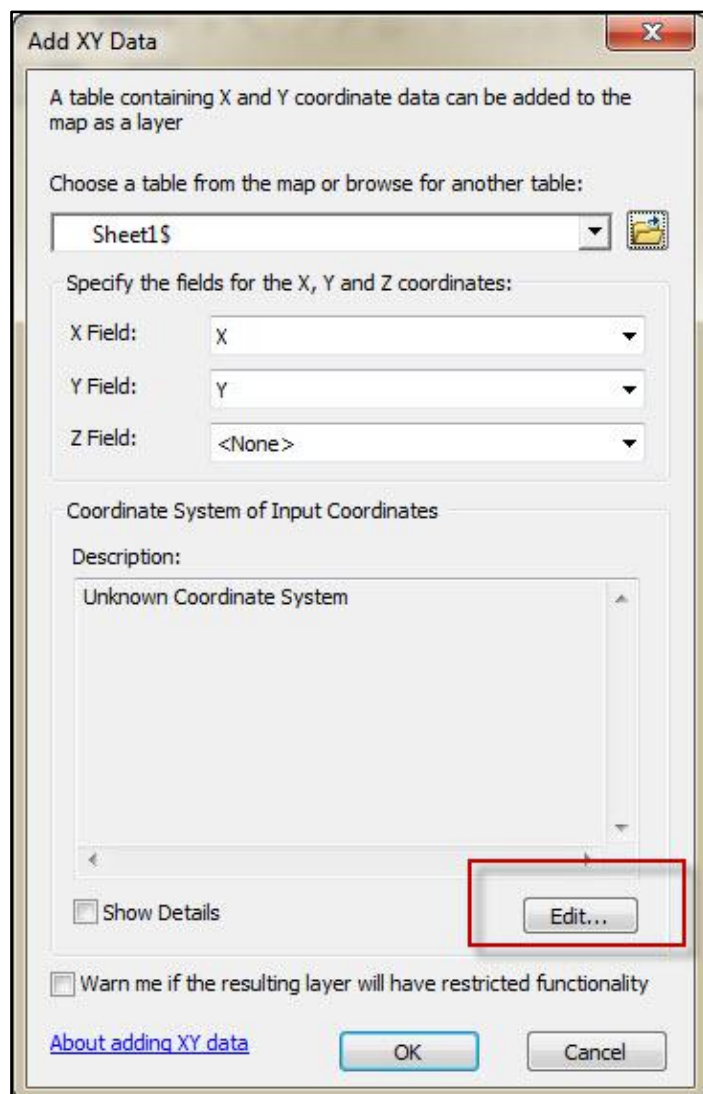 Add XY Data
A table containing X and Y coordinate data can be added to the
map as a layer
Choose a table from the map or browse for another table:
Sheet1$
Specify the fields for the X, Y and Z coordinates:
X Field:
X
Y Field:
Y
Z Field:
<None>
Coordinate System of Input Coordinates
Description:
Unknown Coordinate System
Show Details
Edit...
Warn me if the resulting layer will have restricted functionality
About adding XY data
OK
Cancel